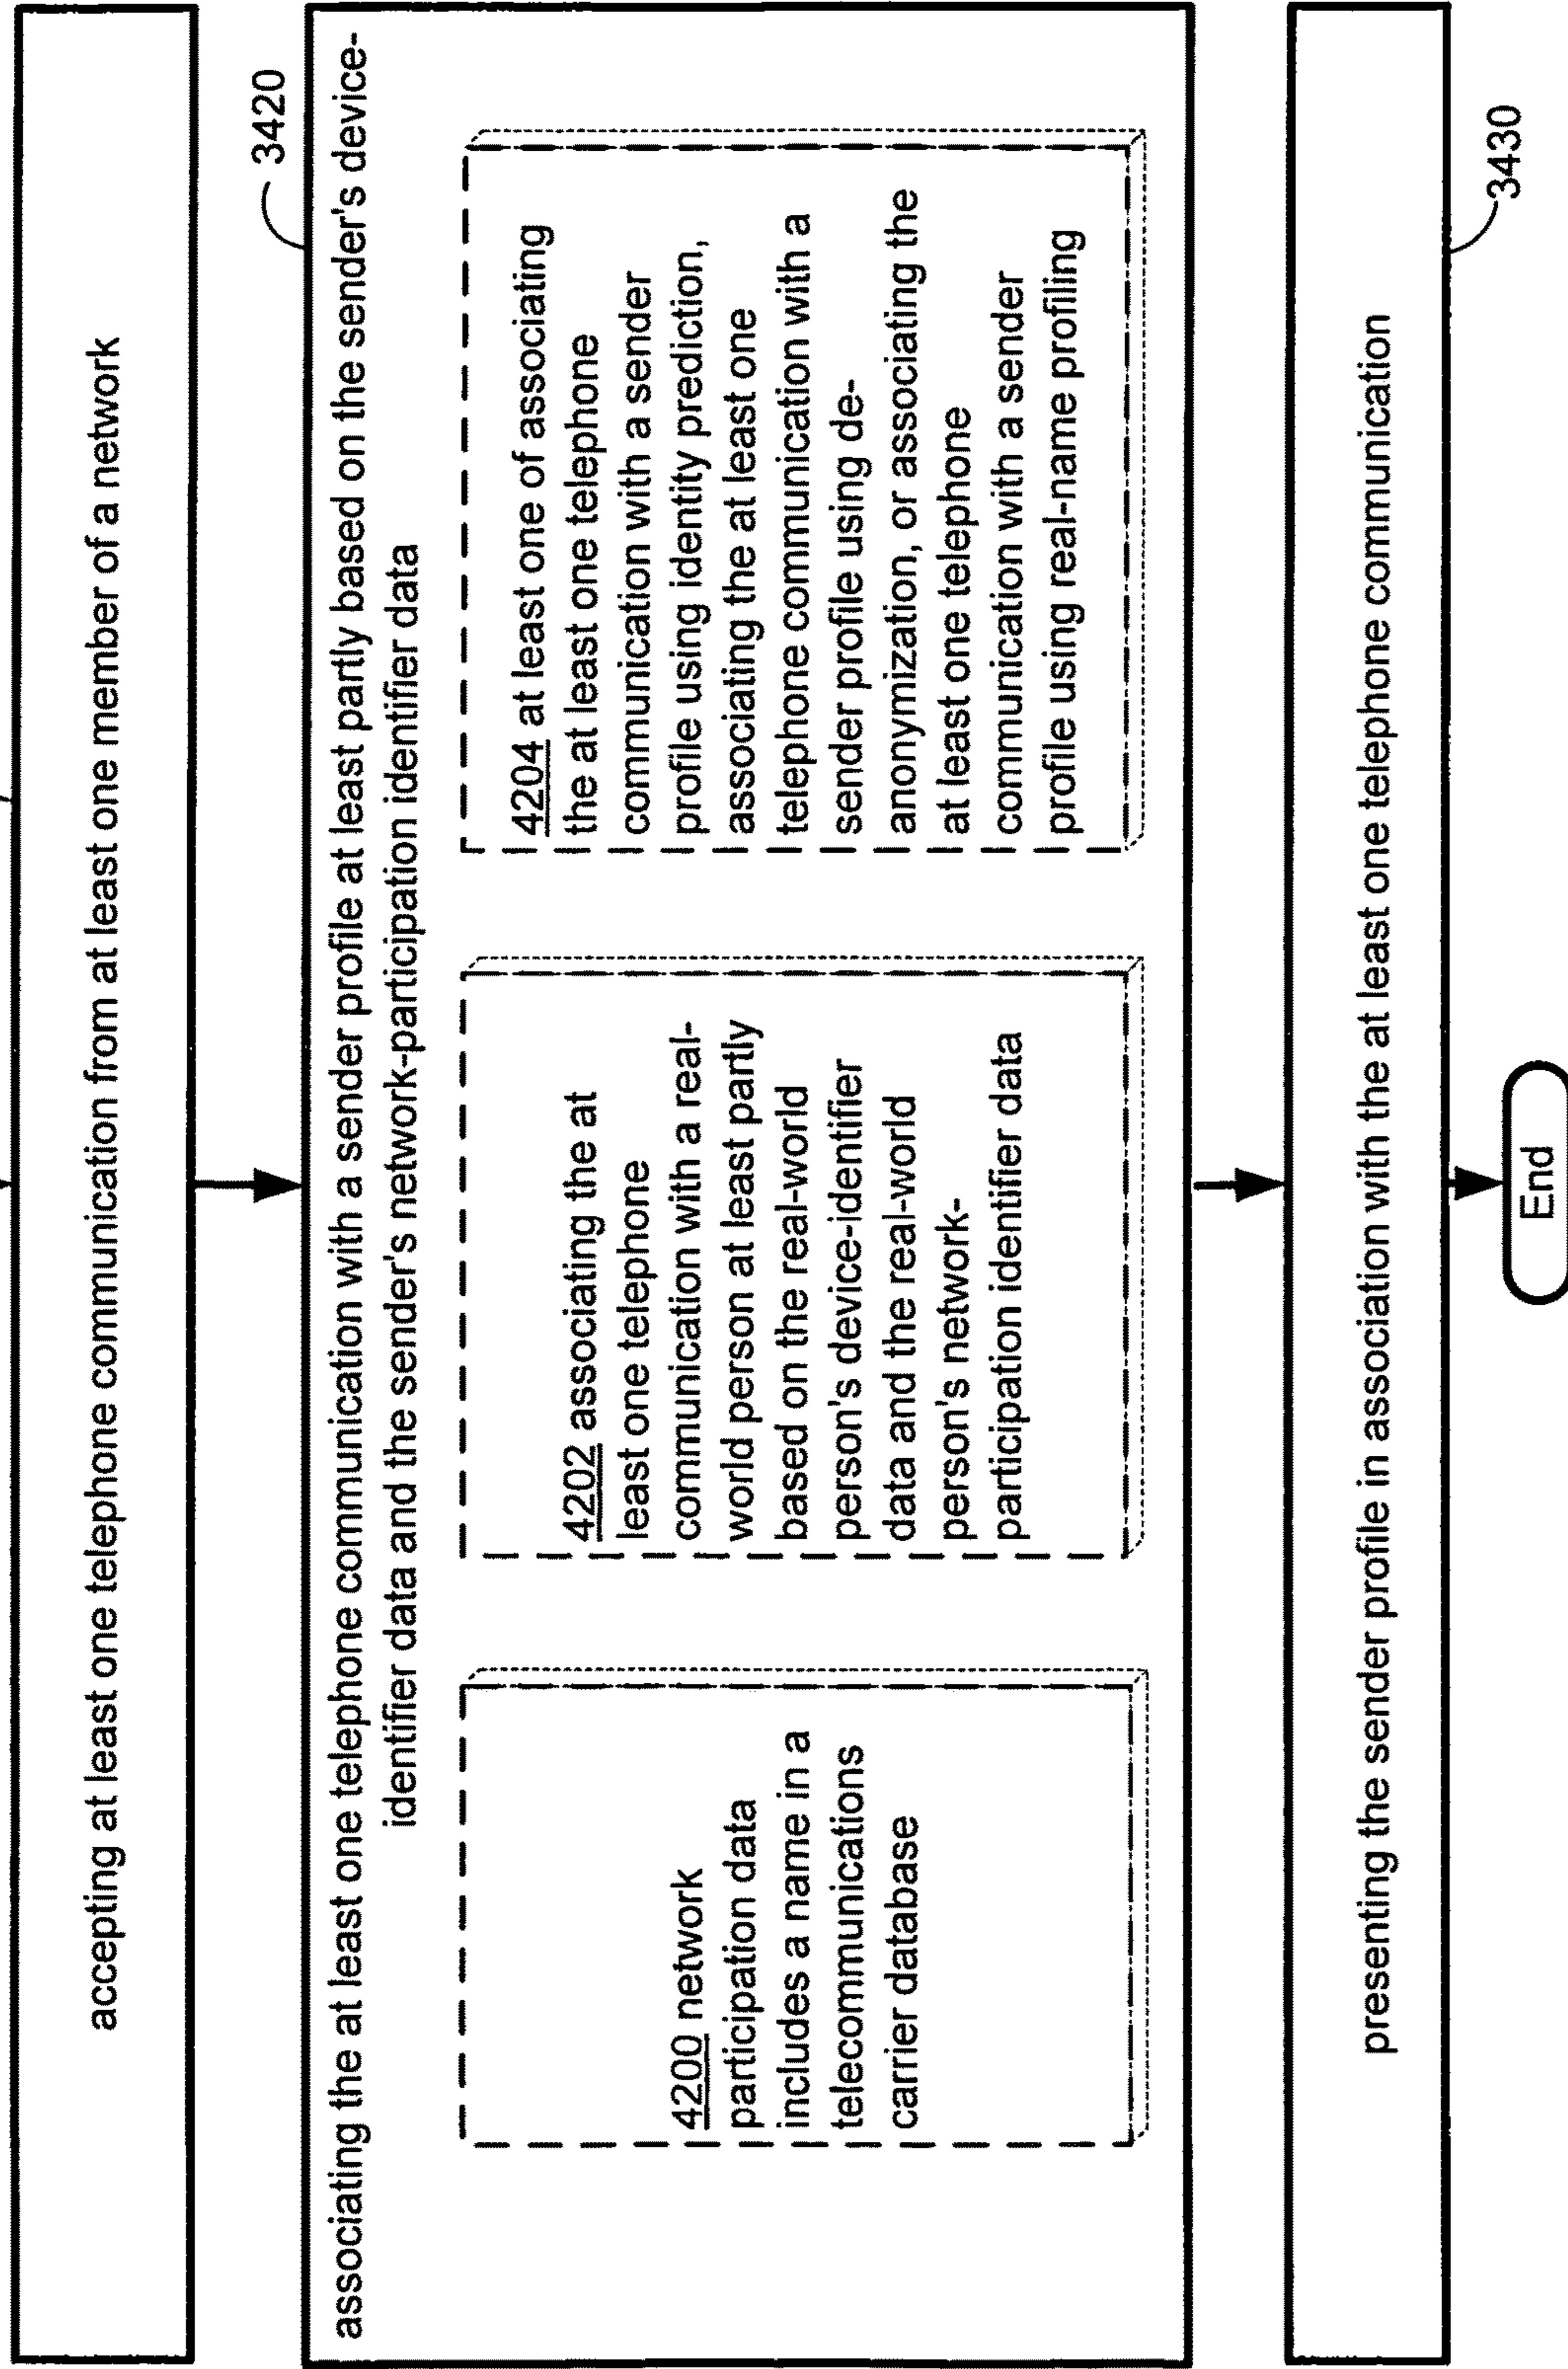 accepting at least one telephone communication from at least one member of a network
3420
associating the at least one telephone communication with a sender profile at least partly based on the sender's device-
identifier data and the sender's network-participation identifier data
4200 network
participation data
includes a name in a
telecommunications
carrier database
4202 associating the at
least one telephone
communication with a real-
world person at least partly
based on the real-world
person's device-identifier
data and the real-world
person's network-
participation identifier data
4204 at least one of associating
the at least one telephone
communication with a sender
profile using identity prediction,
associating the at least one
telephone communication with a
sender profile using de-
anonymization, or associating the
at least one telephone
communication with a sender
profile using real-name profiling
presenting the sender profile in association with the at least one telephone communication
3430
End